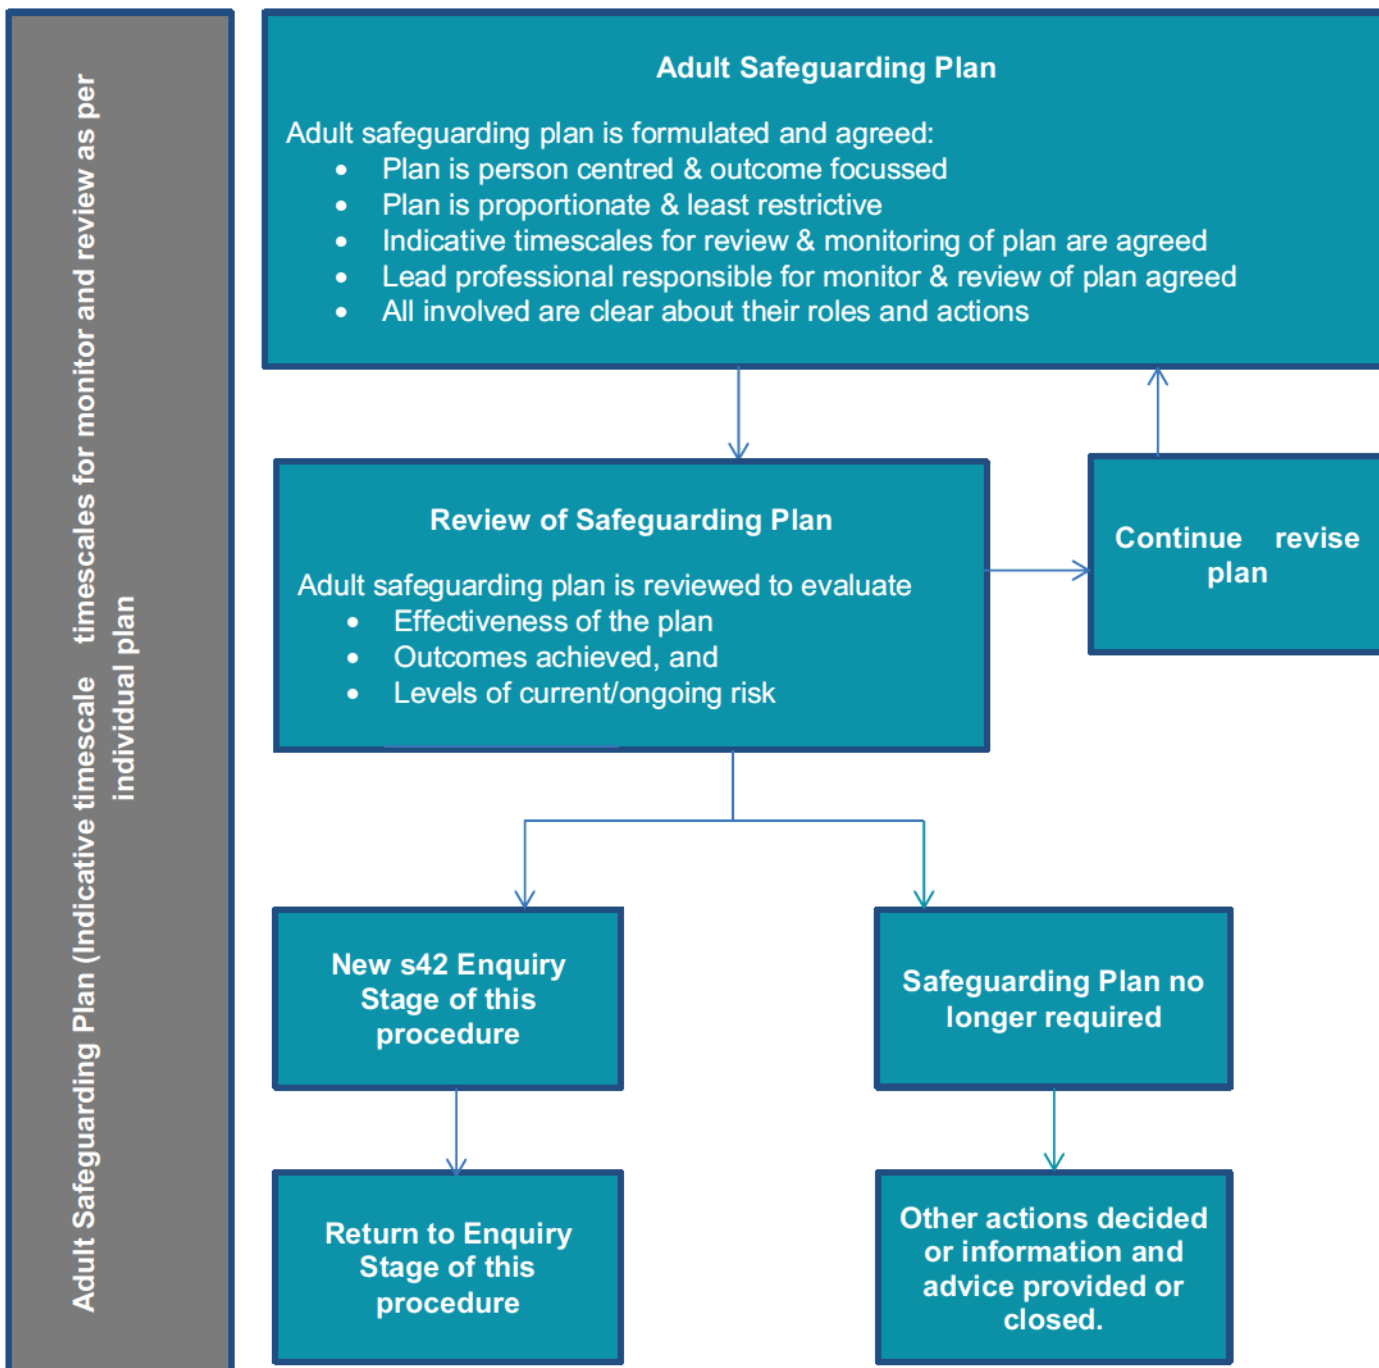 Adult Safeguarding Plan (Indicative timescale timescales for monitor and review as per
individual plan
Adult Safeguarding Plan
Adult safeguarding plan is formulated and agreed:
• Plan is person centred & outcome focussed
• Plan is proportionate & least restrictive
• Indicative timescales for review & monitoring of plan are agreed
• Lead professional responsible for monitor & review of plan agreed
• All involved are clear about their roles and actions
Review of Safeguarding Plan
Adult safeguarding plan is reviewed to evaluate
• Effectiveness of the plan
• Outcomes achieved, and
• Levels of current/ongoing risk
Continue revise
plan
New s42 Enquiry
Stage of this
procedure
Safeguarding Plan no
longer required
Return to Enquiry
Stage of this
procedure
Other actions decided
or information and
advice provided or
closed.